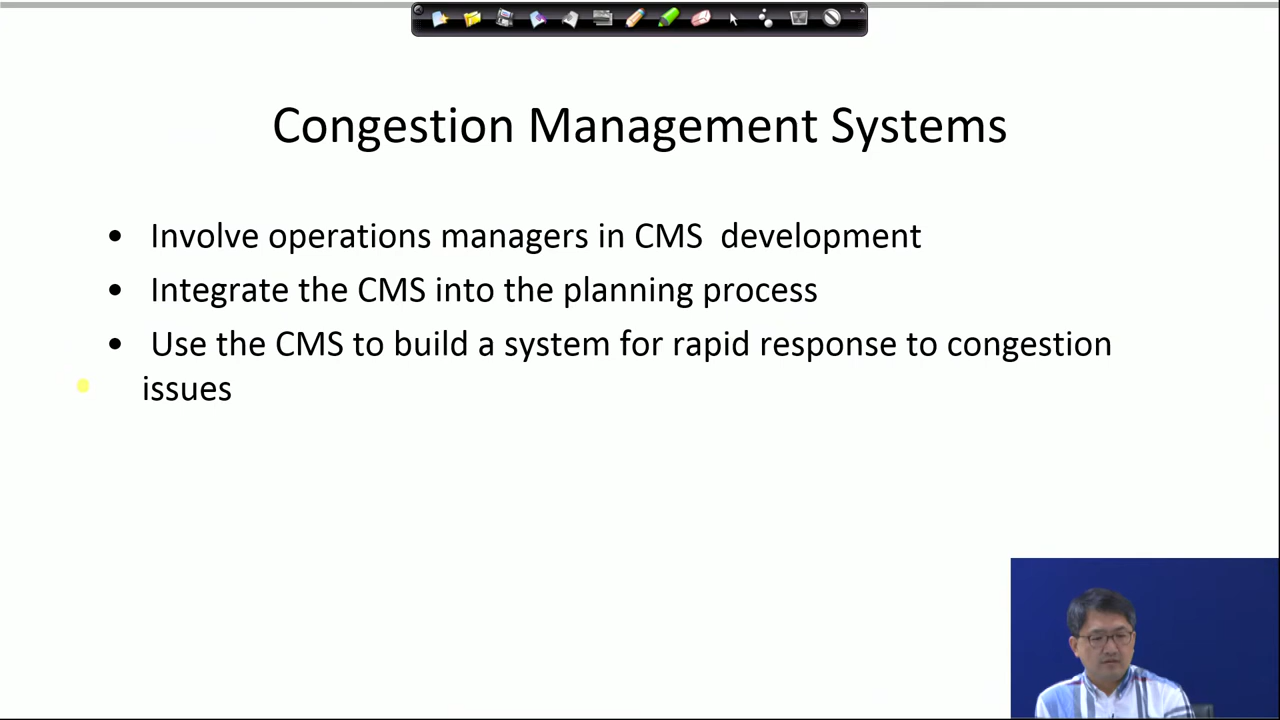 Congestion Management Systems
• Involve operations managers in CMS  development
• Integrate the CMS into the planning process
• Use the CMS to build a system for rapid response to congestion
issues